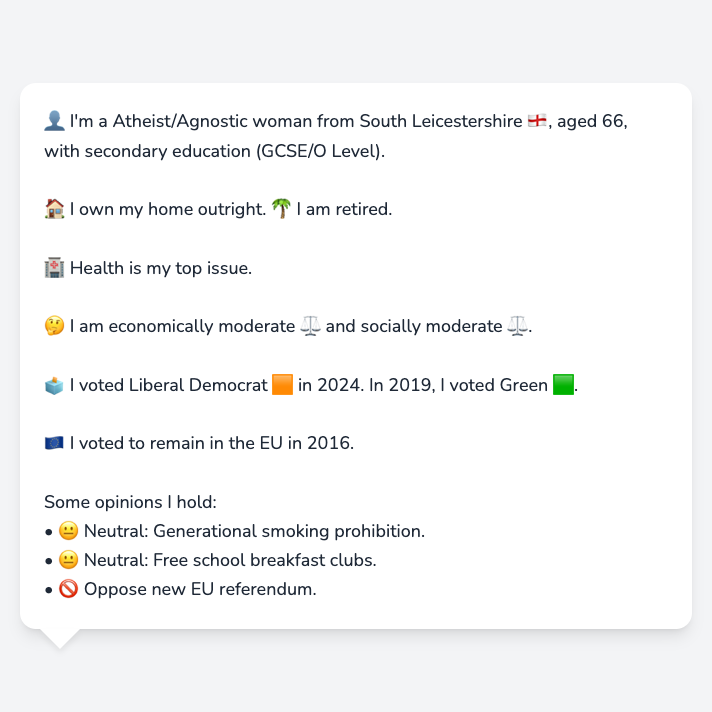 👤 I'm a Atheist/Agnostic woman from South Leicestershire 🏴󠁧󠁢󠁥󠁮󠁧󠁿, aged 66,
with secondary education (GCSE/O Level).
🏠 I own my home outright. 🌴 I am retired.
🏥 Health is my top issue.
🤔 I am economically moderate ⚖️ and socially moderate ⚖️.
🗳️ I voted Liberal Democrat 🟧 in 2024. In 2019, I voted Green 🟩.
🇪🇺 I voted to remain in the EU in 2016.
Some opinions I hold:
• 😐 Neutral: Generational smoking prohibition.
• 😐 Neutral: Free school breakfast clubs.
• 🚫 Oppose new EU referendum.